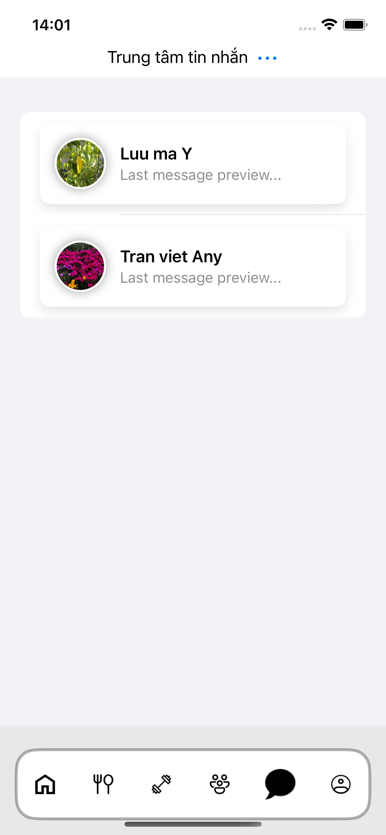 14:01
Trung tâm tin nhắn
Luu ma Y
Last message preview...
Tran viet Any
Last message preview...